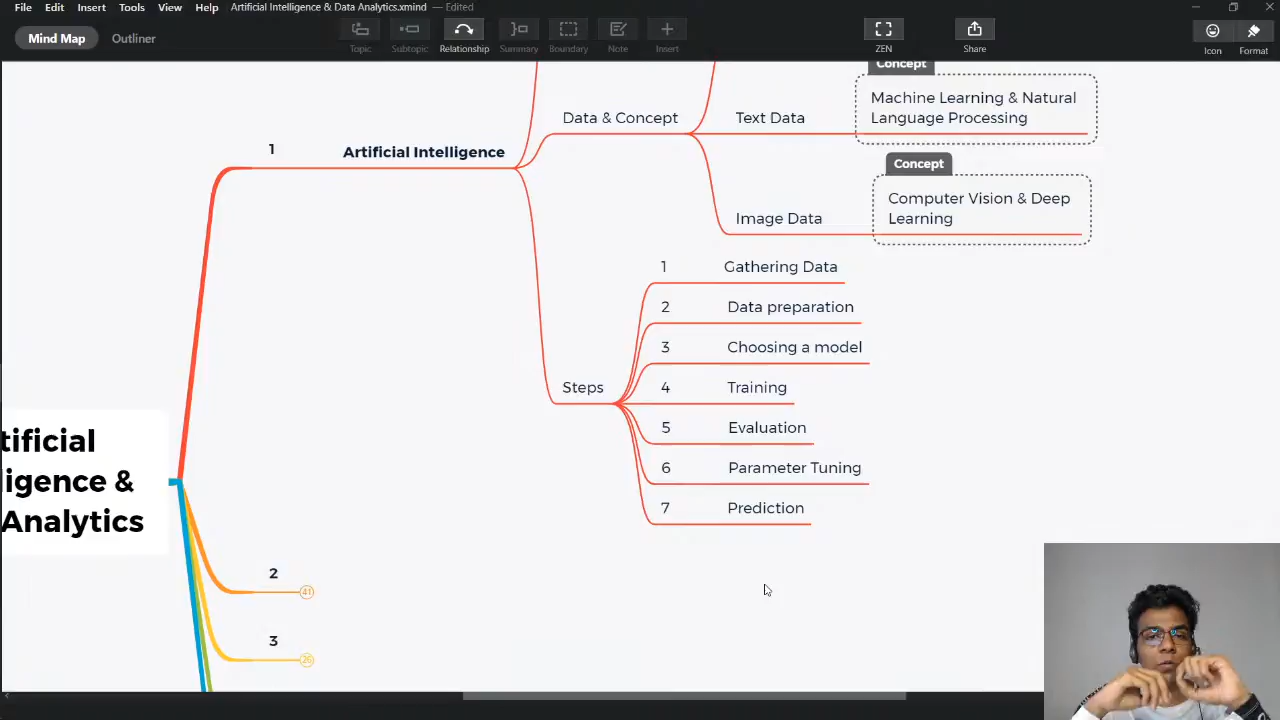 File Edit Insert Tools View Help Artificial Intelligence & Data Analytics.xmind — Edited
Mind Map Outliner
Topic Subtopic Relationship Summary Boundary Note Insert ZEN Share Icon Format
Concept
Machine Learning & Natural
Language Processing
Data & Concept
Text Data
1
Artificial Intelligence
Concept
Computer Vision & Deep
Learning
Image Data
1 Gathering Data
2 Data preparation
3 Choosing a model
Steps
4 Training
5 Evaluation
6 Parameter Tuning
7 Prediction
tificial
ligence &
Analytics
2
41
3
26